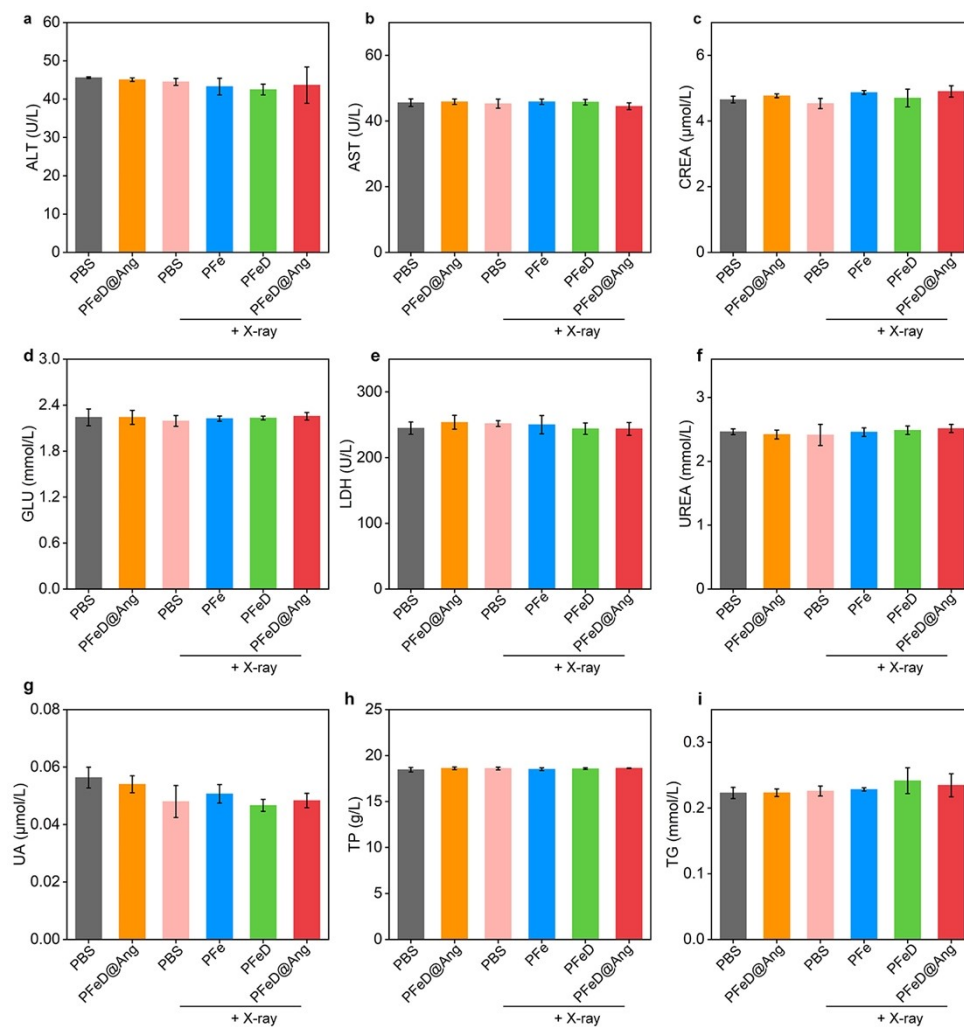 a
60
50
40
30
20
10
0
ALT (U/L)
PBS
PFeD@Ang
PBS
PFe
PFeD
PFeD@Ang
+ X-ray
b
60
40
20
0
AST (U/L)
PBS
PFeD@Ang
PBS
PFe
PFeD
PFeD@Ang
+ X-ray
c
6
4
2
0
CREA (μmol/L)
PBS
PFeD@Ang
PBS
PFe
PFeD
PFeD@Ang
+ X-ray
d
3.0
2.4
1.8
1.2
0.6
0.0
GLU (mmol/L)
PBS
PFeD@Ang
PBS
PFe
PFeD
PFeD@Ang
+ X-ray
e
300
200
100
0
LDH (U/L)
PBS
PFeD@Ang
PBS
PFe
PFeD
PFeD@Ang
+ X-ray
f
3
2
1
0
UREA (mmol/L)
PBS
PFeD@Ang
PBS
PFe
PFeD
PFeD@Ang
+ X-ray
g
0.08
0.06
0.04
0.02
0.00
UA (μmol/L)
PBS
PFeD@Ang
PBS
PFe
PFeD
PFeD@Ang
+ X-ray
h
25
20
15
10
5
0
TP (g/L)
PBS
PFeD@Ang
PBS
PFe
PFeD
PFeD@Ang
+ X-ray
i
0.3
0.2
0.1
0.0
TG (mmol/L)
PBS
PFeD@Ang
PBS
PFe
PFeD
PFeD@Ang
+ X-ray